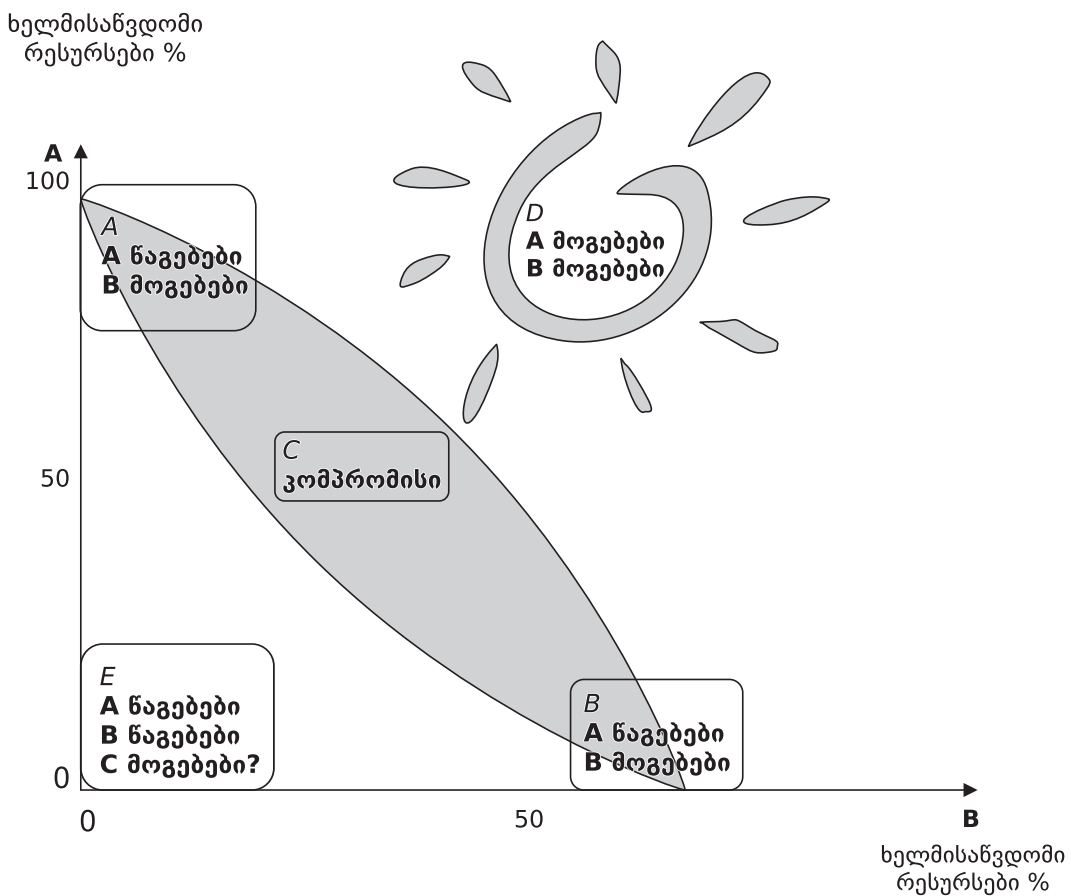 ხელმისაწვდომი
რესურსები %
A
100
A
A წაგებები
B მოგებები
D
A მოგებები
B მოგებები
C
კომპრომისი
50
E
A წაგებები
B წაგებები
C მოგებები?
B
A წაგებები
B მოგებები
0
0
50
B
ხელმისაწვდომი
რესურსები %